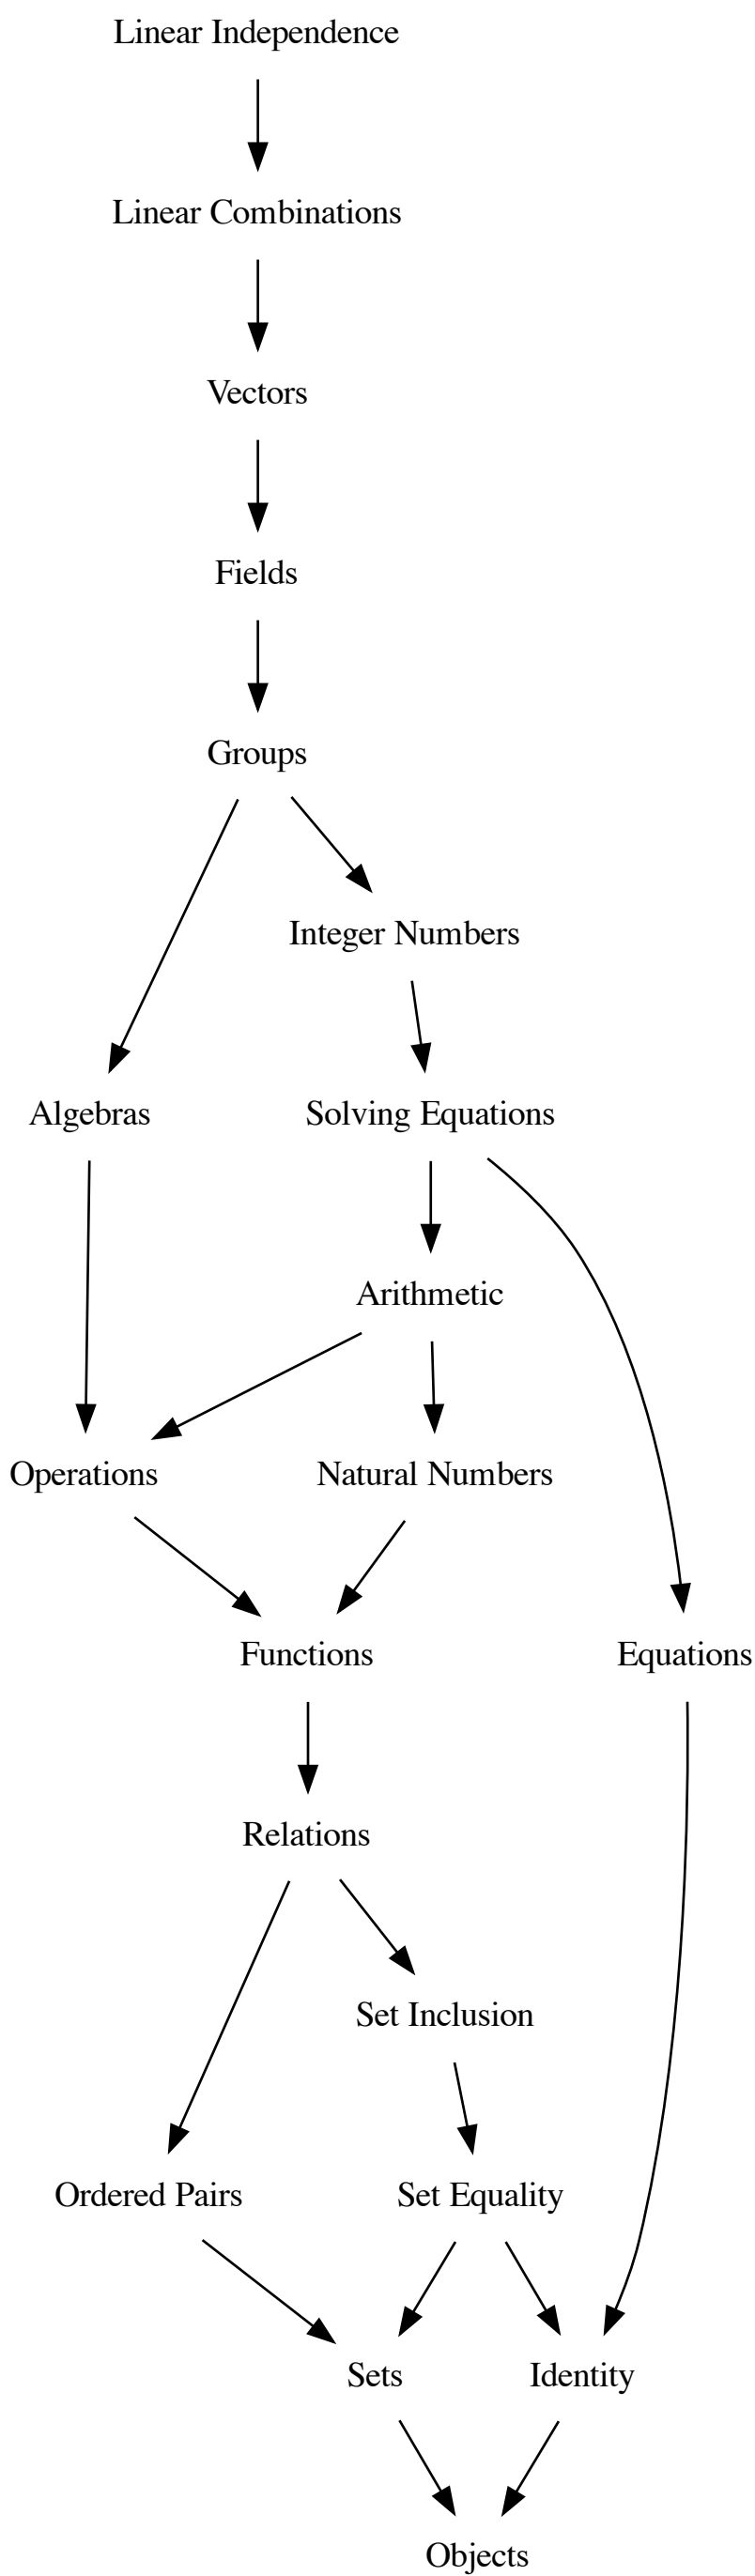 Linear Independence
Linear Combinations
Vectors
Fields
Groups
Integer Numbers
Algebras
Solving Equations
Arithmetic
Operations
Natural Numbers
Functions
Equations
Relations
Set Inclusion
Ordered Pairs
Set Equality
Sets
Identity
Objects